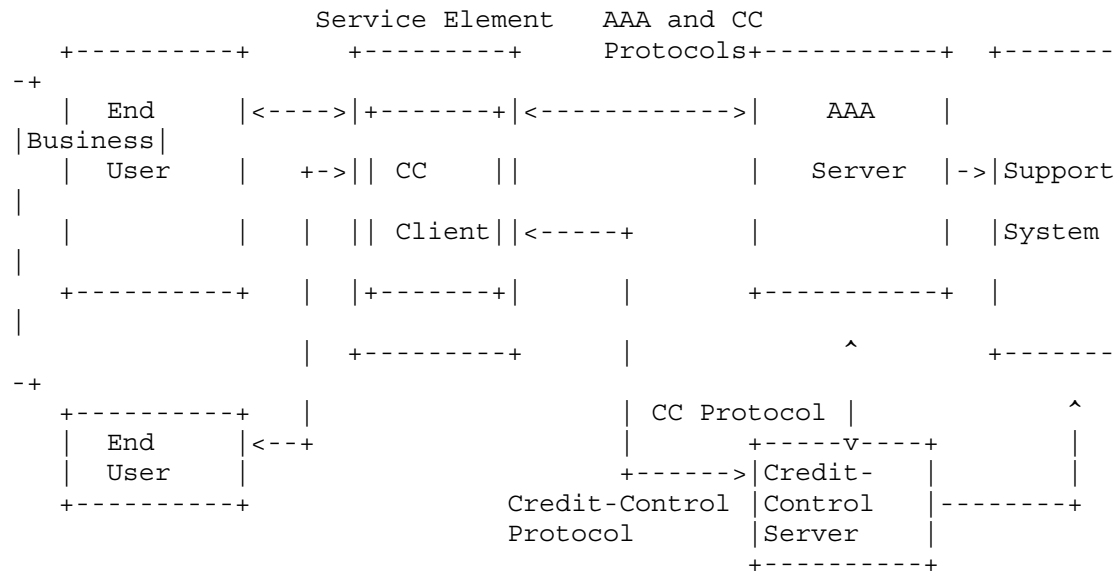 Service Element   AAA and CC
   +----------+      +---------+      Protocols+-----------+  +-------
-+
   |  End     |<---->|+-------+|<------------>|    AAA    |
|Business|
   |  User    |   +->|| CC    ||              |   Server  |->|Support
|
   |          |   |  || Client||<-----+       |           |  |System
|
   +----------+   |  |+-------+|      |       +-----------+  |
|
                  |  +---------+      |             ^        +-------
-+
   +----------+   |                   | CC Protocol |             ^
   |  End     |<--+                   |       +-----v----+        |
   |  User    |                       +------>|Credit-   |        |
   +----------+                Credit-Control |Control   |--------+
                               Protocol       |Server    |
                                              +----------+